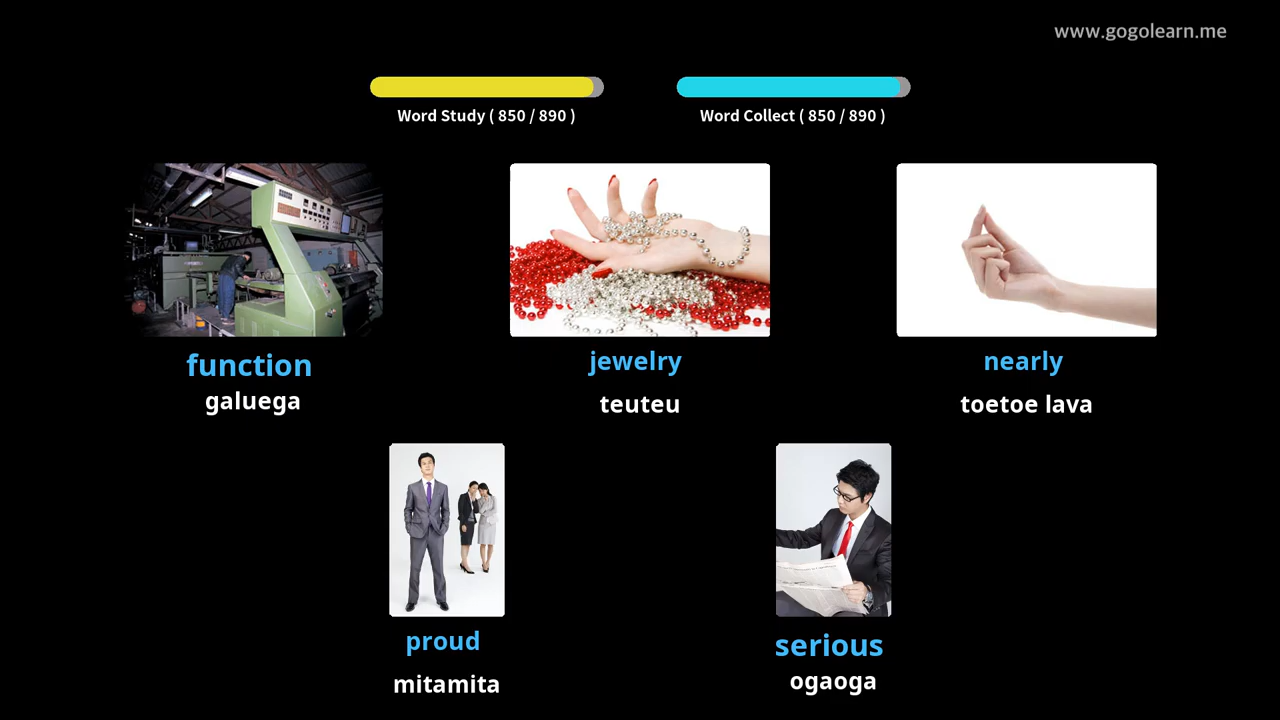 www.gogolearn.me
Word Study ( 850 / 890 )
Word Collect ( 850 / 890 )
function
galuega
jewelry
teuteu
nearly
toetoe lava
proud
mitamita
serious
ogaoga